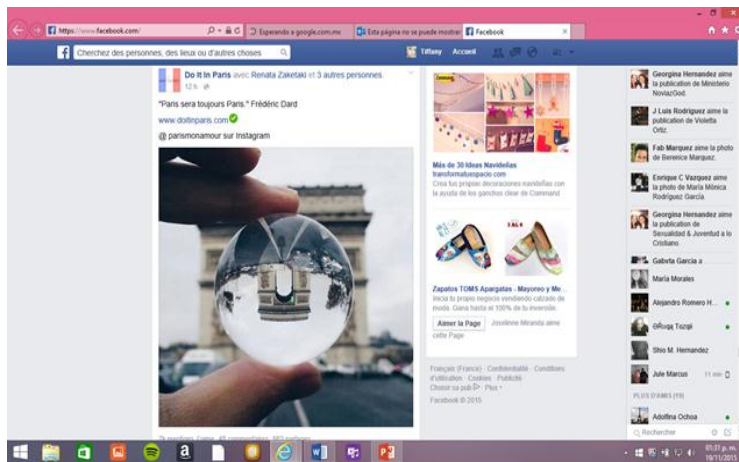 https://www.facebook.com/
Esperando a google.com.mx
Esta página no se puede mostrar
Facebook
Cherchez des personnes, des lieux ou d'autres choses
Tiffany
Accueil
Do It In Paris avec Renata Zaketaki et 3 autres personnes.
12 h
"Paris sera toujours Paris." Frédéric Dard
www.doitinparis.com
@ parismonamour sur Instagram
Más de 30 Ideas Navideñas
transformatuespacio.com
Crea tus propias decoraciones navideñas con
la ayuda de los ganchos clear de Command
Zapatos TOMS Apargatas - Mayoreo y Me...
Inicia tu propio negocio vendiendo calzado de
moda. Gana hasta el 100% de tu inversión.
Aimer la Page
Joselinne Miranda aime
cette Page
Français (France) · Confidentialité · Conditions
d'utilisation · Cookies · Publicité ·
Choisir sa pub · Plus
Facebook © 2015
Georgina Hernandez aime
la publication de Ministerio
NoviazGod.
J Luis Rodriguez aime la
publication de Violetta
Ortiz.
Fab Marquez aime la photo
de Berenice Marquez.
Enrique C Vazquez aime
la photo de María Mónica
Rodríguez García.
Georgina Hernandez aime
la publication de
Sexualidad & Juventud a lo
Cristiano.
Gabyta Garcia a
María Morales
Alejandro Romero H...
Shio M. Hernandez
Jule Marcus
11 min
PLUS D'AMIS (19)
Adolfina Ochoa
Rechercher
01:31 p. m.
19/11/2015